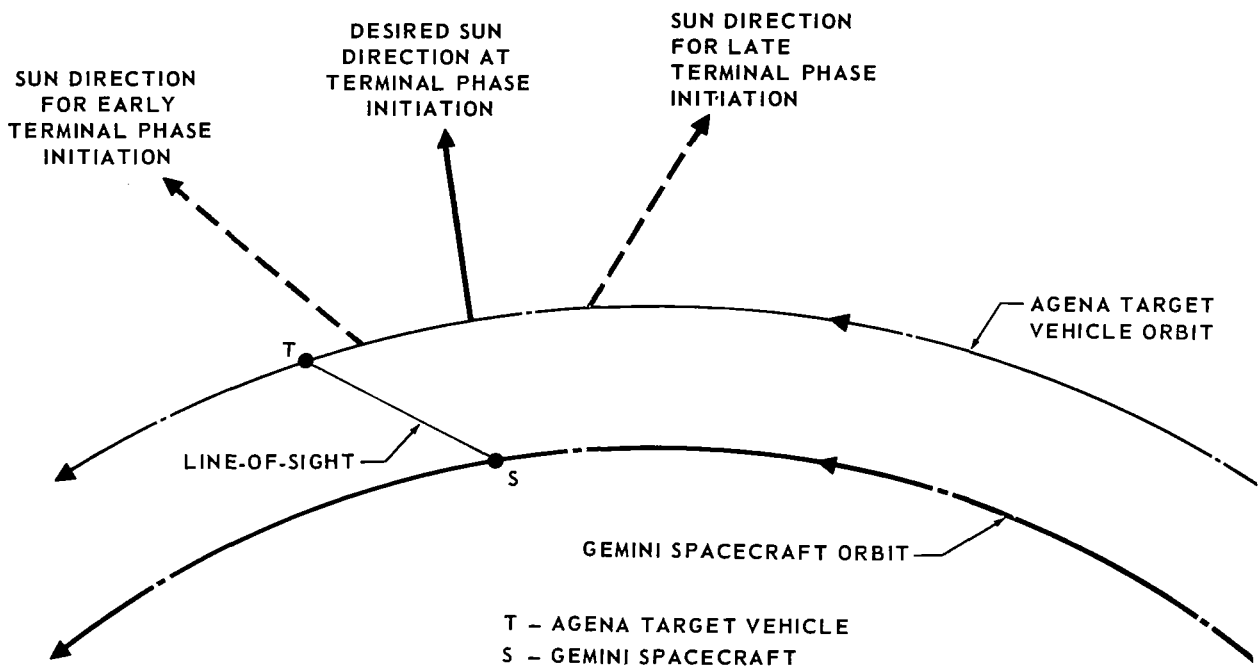 SUN DIRECTION
FOR EARLY
TERMINAL PHASE
INITIATION
DESIRED SUN
DIRECTION AT
TERMINAL PHASE
INITIATION
SUN DIRECTION
FOR LATE
TERMINAL PHASE
INITIATION
AGENA TARGET
VEHICLE ORBIT
T
LINE-OF-SIGHT
S
GEMINI SPACECRAFT ORBIT
T – AGENA TARGET VEHICLE
S – GEMINI SPACECRAFT